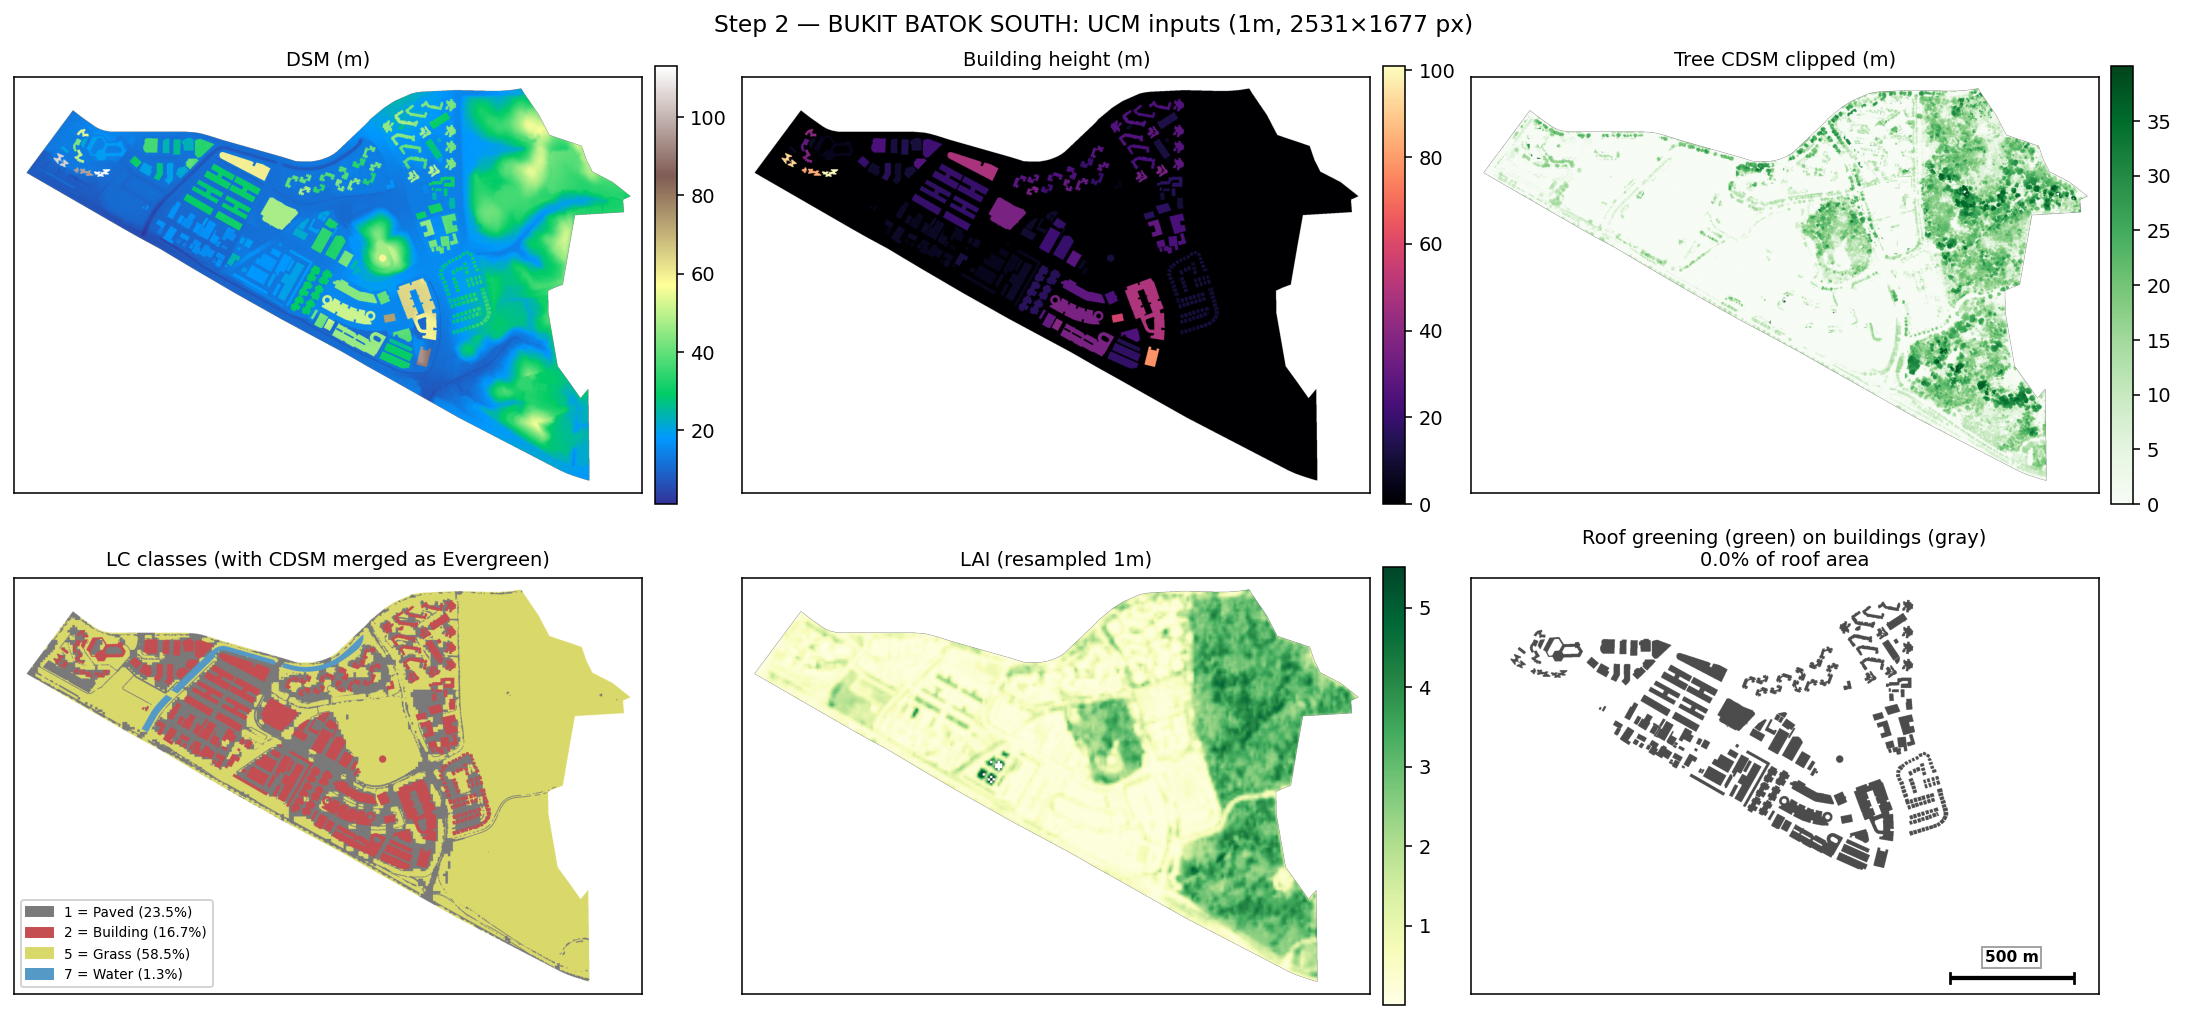 Step 2 — BUKIT BATOK SOUTH: UCM inputs (1m, 2531×1677 px)
DSM (m)
100
80
60
40
20
Building height (m)
100
80
60
40
20
0
Tree CDSM clipped (m)
35
30
25
20
15
10
5
0
LC classes (with CDSM merged as Evergreen)
1 = Paved (23.5%)
2 = Building (16.7%)
5 = Grass (58.5%)
7 = Water (1.3%)
LAI (resampled 1m)
5
4
3
2
1
Roof greening (green) on buildings (gray)
0.0% of roof area
500 m